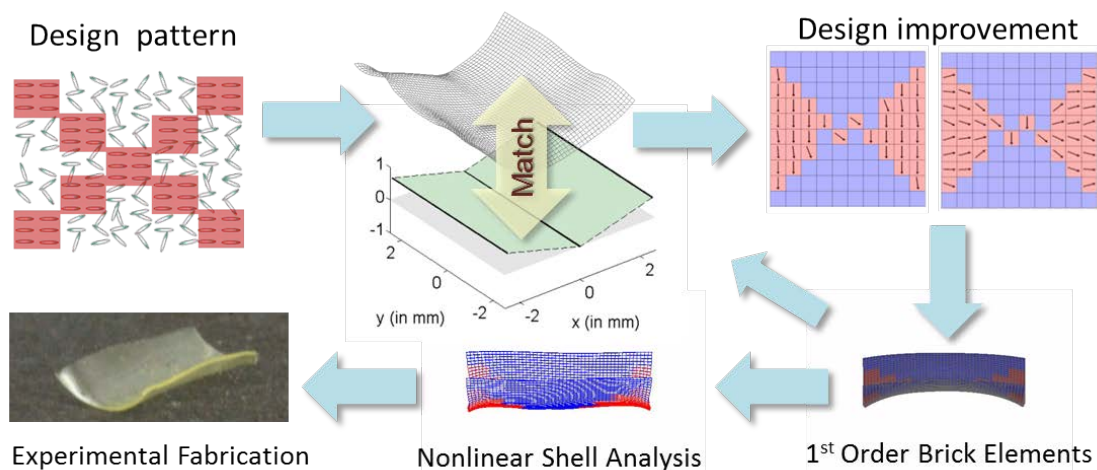 Design pattern
Design improvement
Match
1
0
-1
2
0
-2
y (in mm)
-2
0
2
x (in mm)
Experimental Fabrication
Nonlinear Shell Analysis
1st Order Brick Elements